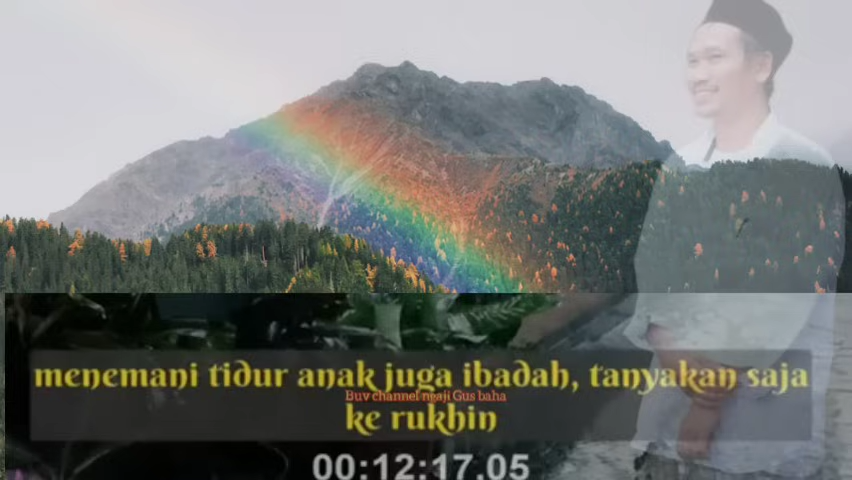 menemani tidur anak juga ibadah, tanyakan saja
Buv channel ngaji Gus baha
ke rukhin
00:12:17.05